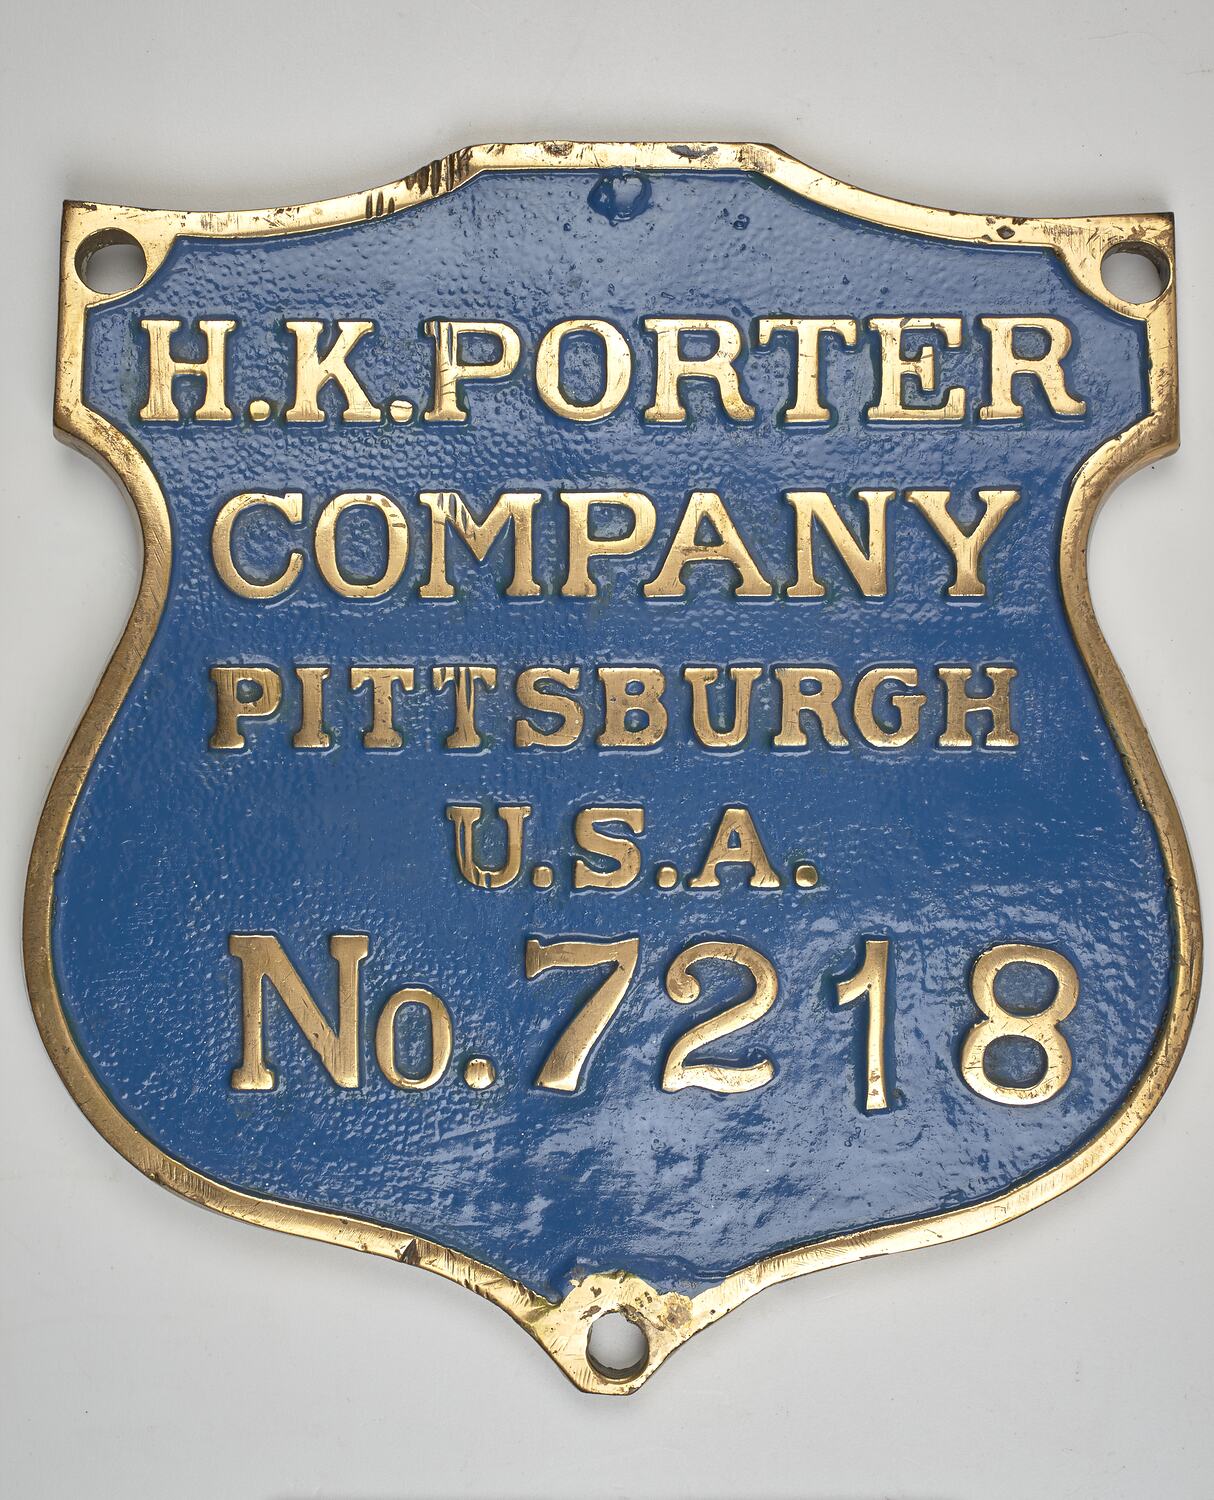 H.K.PORTER
COMPANY
PITTSBURGH
U.S.A.
No. 7218